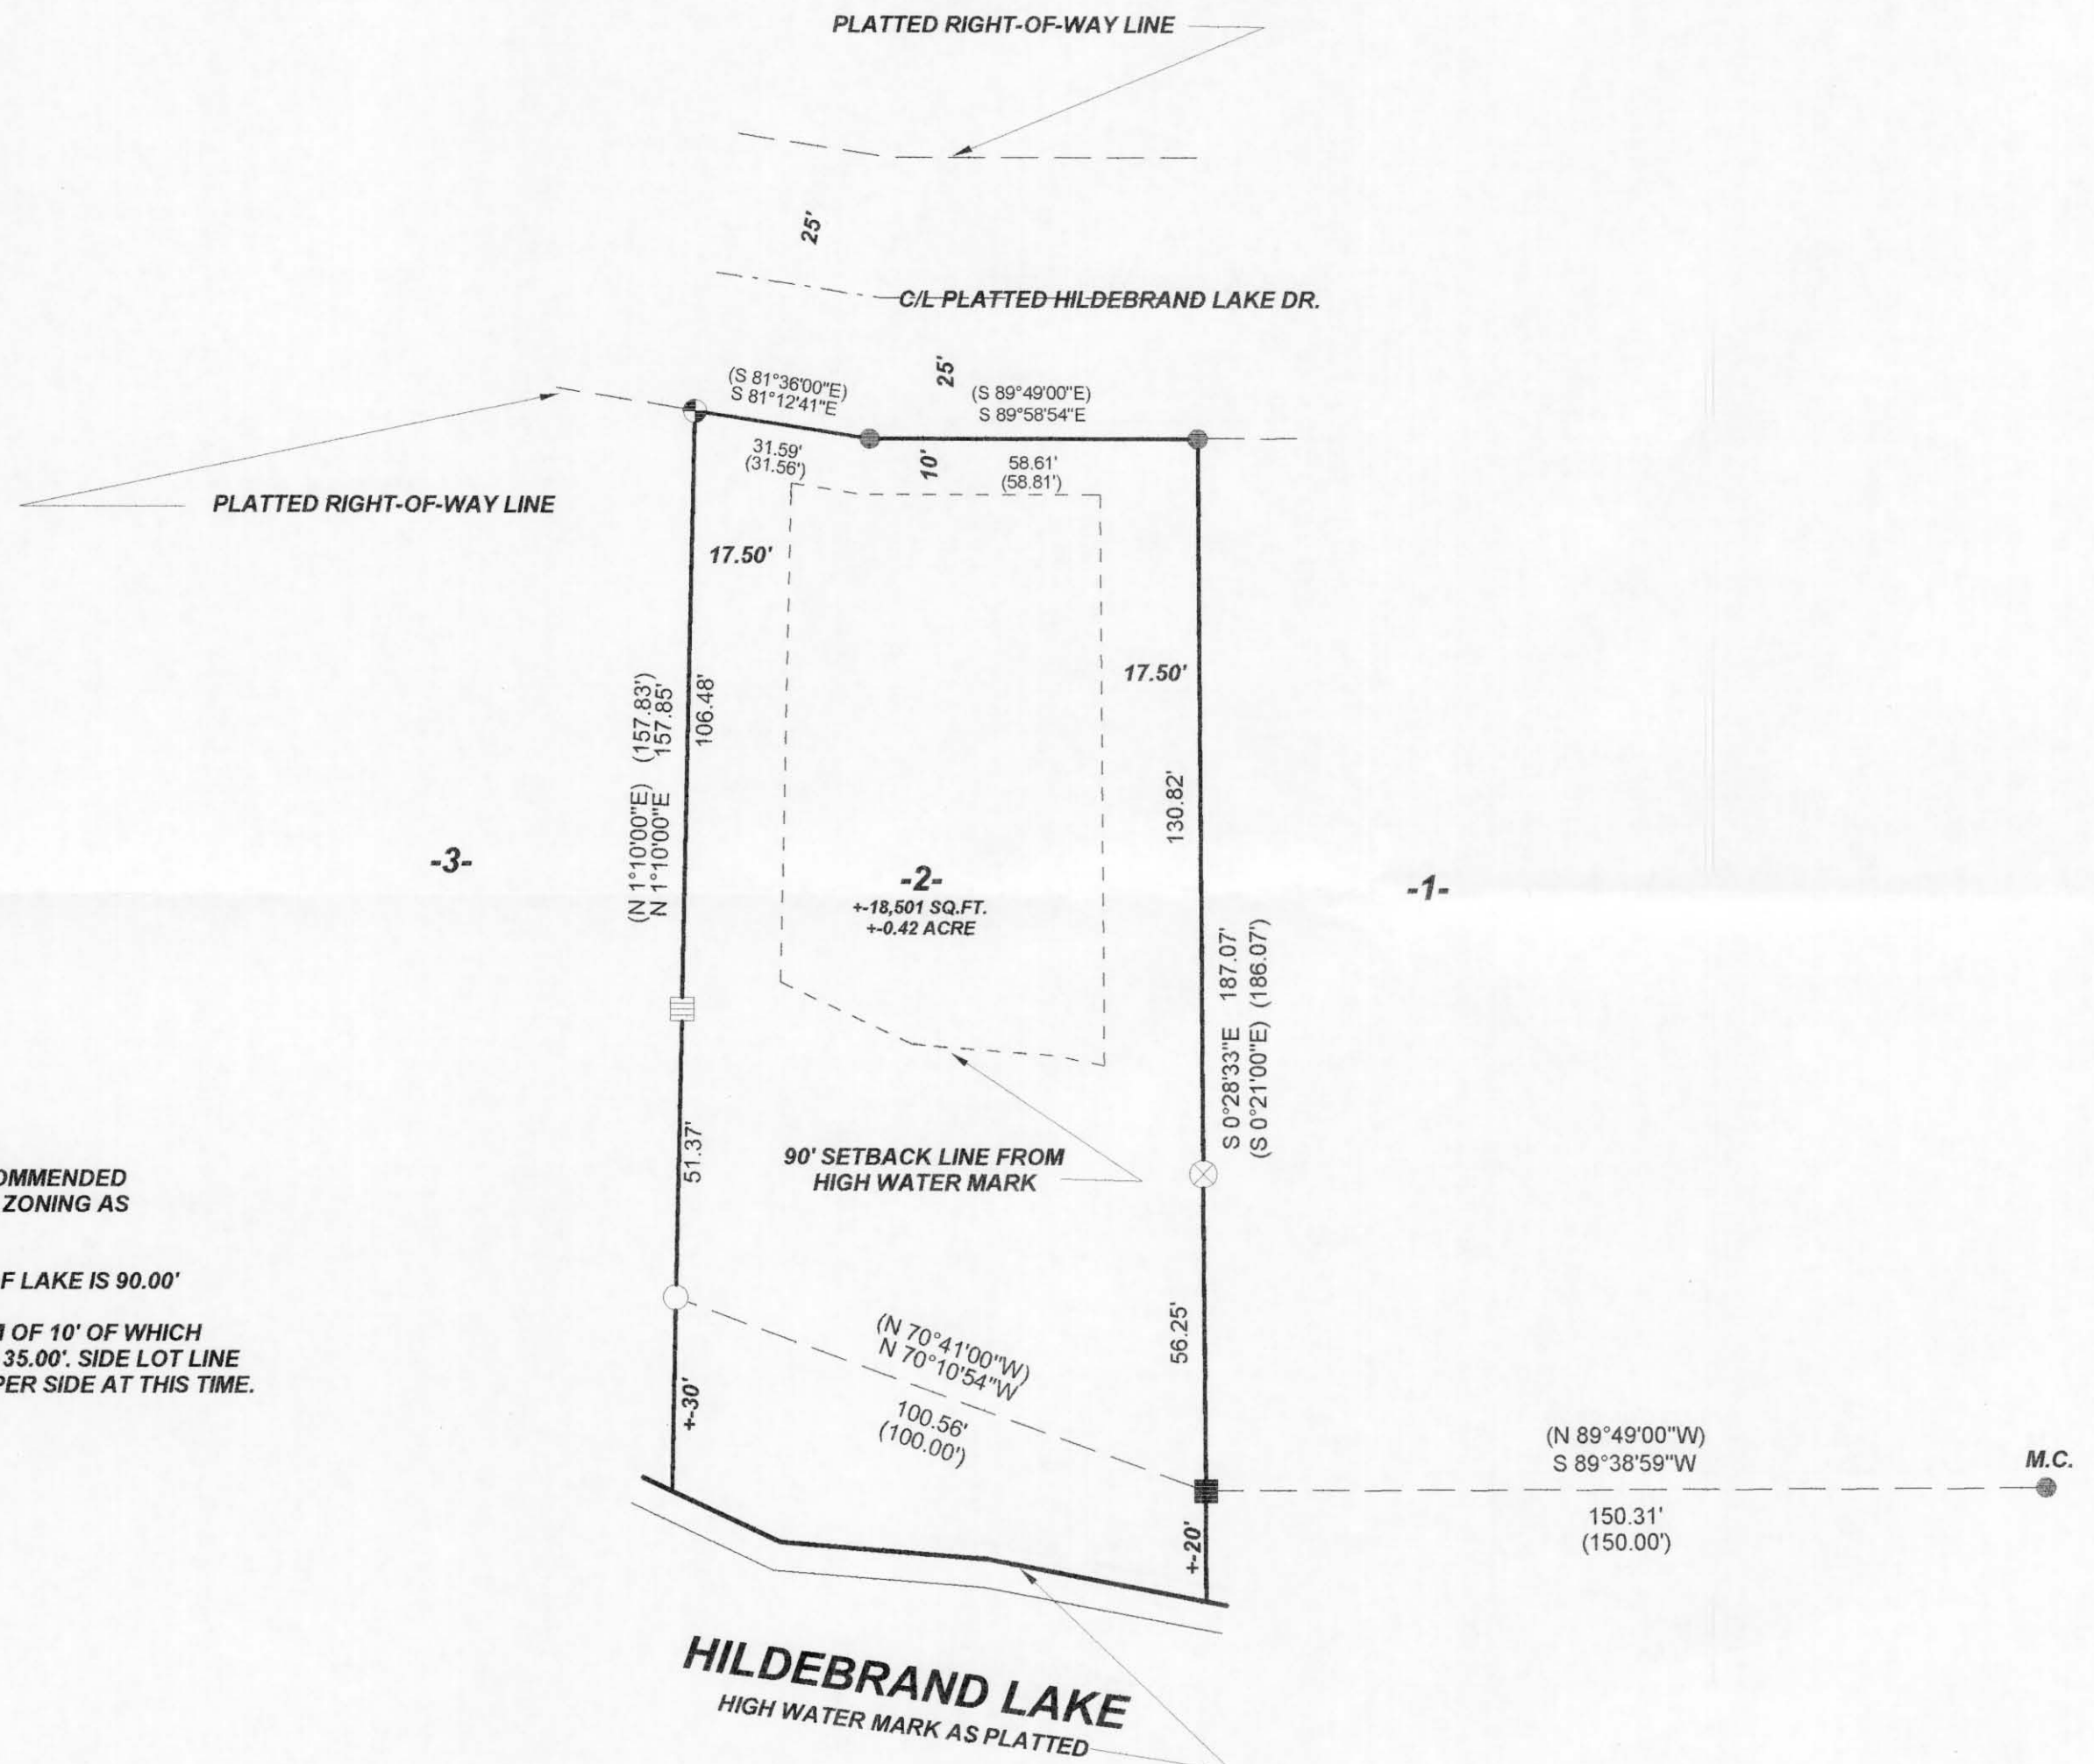 PLATTED RIGHT-OF-WAY LINE
25'
C/L PLATTED HILDEBRAND LAKE DR.
25'
(S 81°36'00"E)
S 81°12'41"E
(S 89°49'00"E)
S 89°58'54"E
31.59'
(31.56')
10'
58.61'
(58.81')
PLATTED RIGHT-OF-WAY LINE
17.50'
17.50'
(N 1°10'00"E) (157.83')
N 1°10'00"E 157.85'
106.48'
130.82'
-3-
-2-
+-18,501 SQ.FT.
+-0.42 ACRE
-1-
S 0°28'33"E 187.07'
(S 0°21'00"E) (186.07')
51.37'
90' SETBACK LINE FROM
HIGH WATER MARK
OMMENDED
ZONING AS
F LAKE IS 90.00'
OF 10' OF WHICH
35.00'. SIDE LOT LINE
PER SIDE AT THIS TIME.
56.25'
(N 70°41'00"W)
N 70°10'54"W
100.56'
(100.00')
+-30'
(N 89°49'00"W)
S 89°38'59"W
M.C.
150.31'
(150.00')
+-20'
HILDEBRAND LAKE
HIGH WATER MARK AS PLATTED